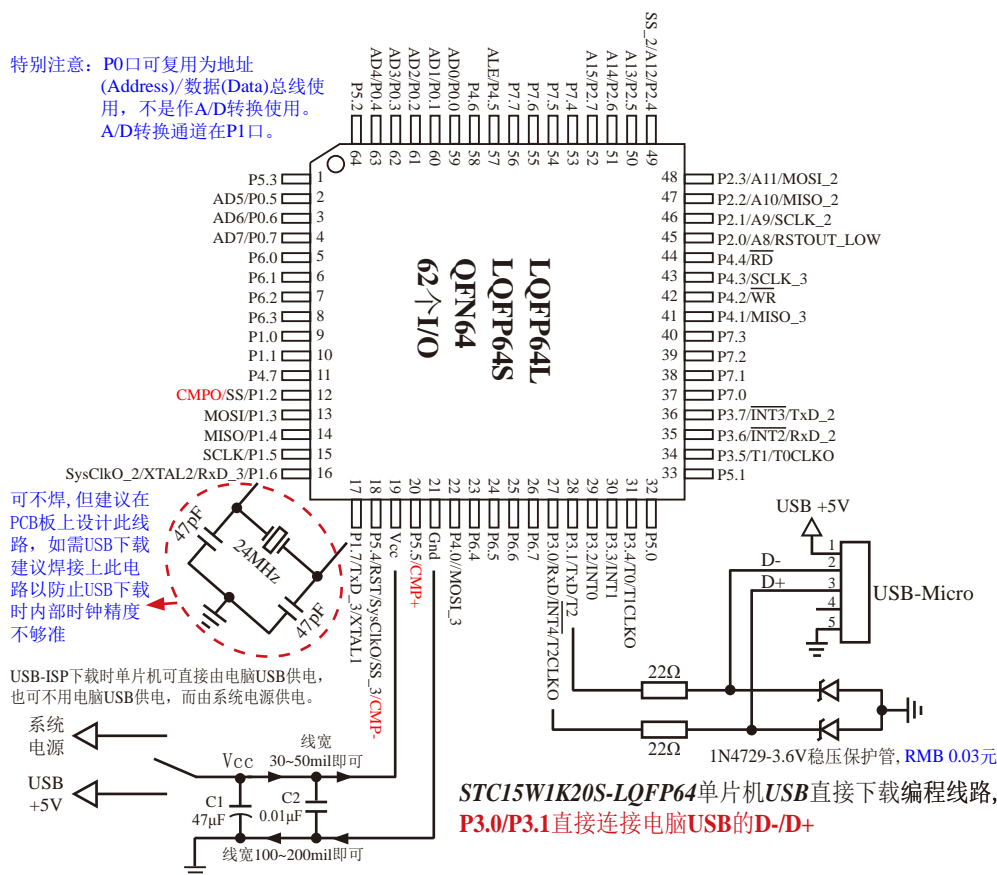 特别注意：P0口可复用为地址
(Address)/数据(Data)总线使
用，不是作A/D转换使用。
A/D转换通道在P1口。
P5.2
AD4/P0.4
AD3/P0.3
AD2/P0.2
AD1/P0.1
AD0/P0.0
P4.6
ALE/P4.5
P7.7
P7.6
P7.5
P7.4
A15/P2.7
A14/P2.6
A13/P2.5
SS_2/A12/P2.4
64
63
62
61
60
59
58
57
56
55
54
53
52
51
50
49
P5.3 1
AD5/P0.5 2
AD6/P0.6 3
AD7/P0.7 4
P6.0 5
P6.1 6
P6.2 7
P6.3 8
P1.0 9
P1.1 10
P4.7 11
CMPO/SS/P1.2 12
MOSI/P1.3 13
MISO/P1.4 14
SCLK/P1.5 15
SysClkO_2/XTAL2/RxD_3/P1.6 16
LQFP64L
LQFP64S
QFN64
62个I/O
48 P2.3/A11/MOSI_2
47 P2.2/A10/MISO_2
46 P2.1/A9/SCLK_2
45 P2.0/A8/RSTOUT_LOW
44 P4.4/RD
43 P4.3/SCLK_3
42 P4.2/WR
41 P4.1/MISO_3
40 P7.3
39 P7.2
38 P7.1
37 P7.0
36 P3.7/INT3/TxD_2
35 P3.6/INT2/RxD_2
34 P3.5/T1/T0CLKO
33 P5.1
17
18
19
20
21
22
23
24
25
26
27
28
29
30
31
32
P1.7/TxD_3/XTAL1
P5.4/RST/SysClkO/SS_3/CMP-
Vcc
P5.5/CMP+
Gnd
P4.0//MOSI_3
P6.4
P6.5
P6.6
P6.7
P3.0/RxD/INT4/T2CLKO
P3.1/TxD/T2
P3.2/INT0
P3.3/INT1
P3.4/T0/T1CLKO
P5.0
可不焊,但建议在
PCB板上设计此线
路，如需USB下载
建议焊接上此电
路以防止USB下载
时内部时钟精度
不够准
47pF
24MHz
47pF
USB +5V
1
D- 2
D+ 3
4
5
USB-Micro
22Ω
22Ω
1N4729-3.6V稳压保护管, RMB 0.03元
USB-ISP下载时单片机可直接由电脑USB供电，
也可不用电脑USB供电，而由系统电源供电。
系统
电源
USB
+5V
Vcc
线宽
30~50mil即可
C1
47μF
C2
0.01μF
线宽100~200mil即可
STC15W1K20S-LQFP64单片机USB直接下载编程线路,
P3.0/P3.1直接连接电脑USB的D-/D+